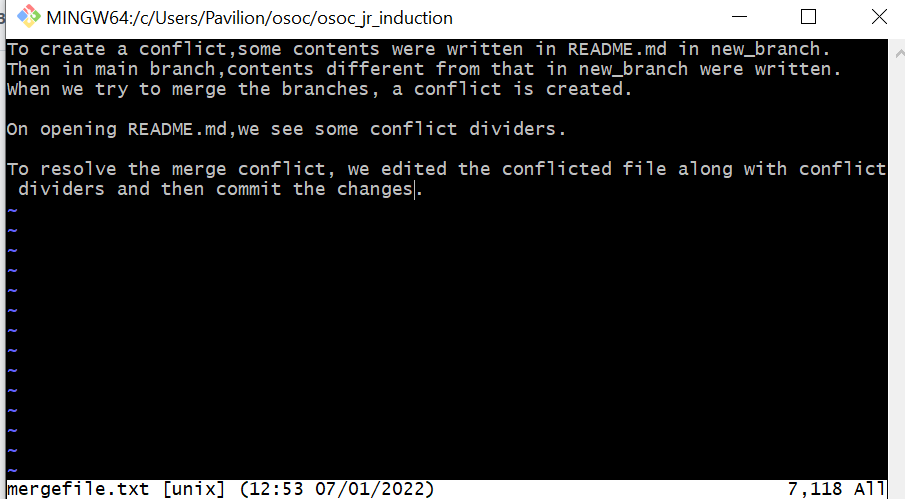 MINGW64:/c/Users/Pavilion/osoc/osoc_jr_induction
To create a conflict,some contents were written in README.md in new_branch.
Then in main branch,contents different from that in new_branch were written.
When we try to merge the branches, a conflict is created.
On opening README.md,we see some conflict dividers.
To resolve the merge conflict, we edited the conflicted file along with conflict
dividers and then commit the changes.
~
~
~
~
~
~
~
~
~
~
~
~
~
~
mergefile.txt [unix] (12:53 07/01/2022) 7,118 All